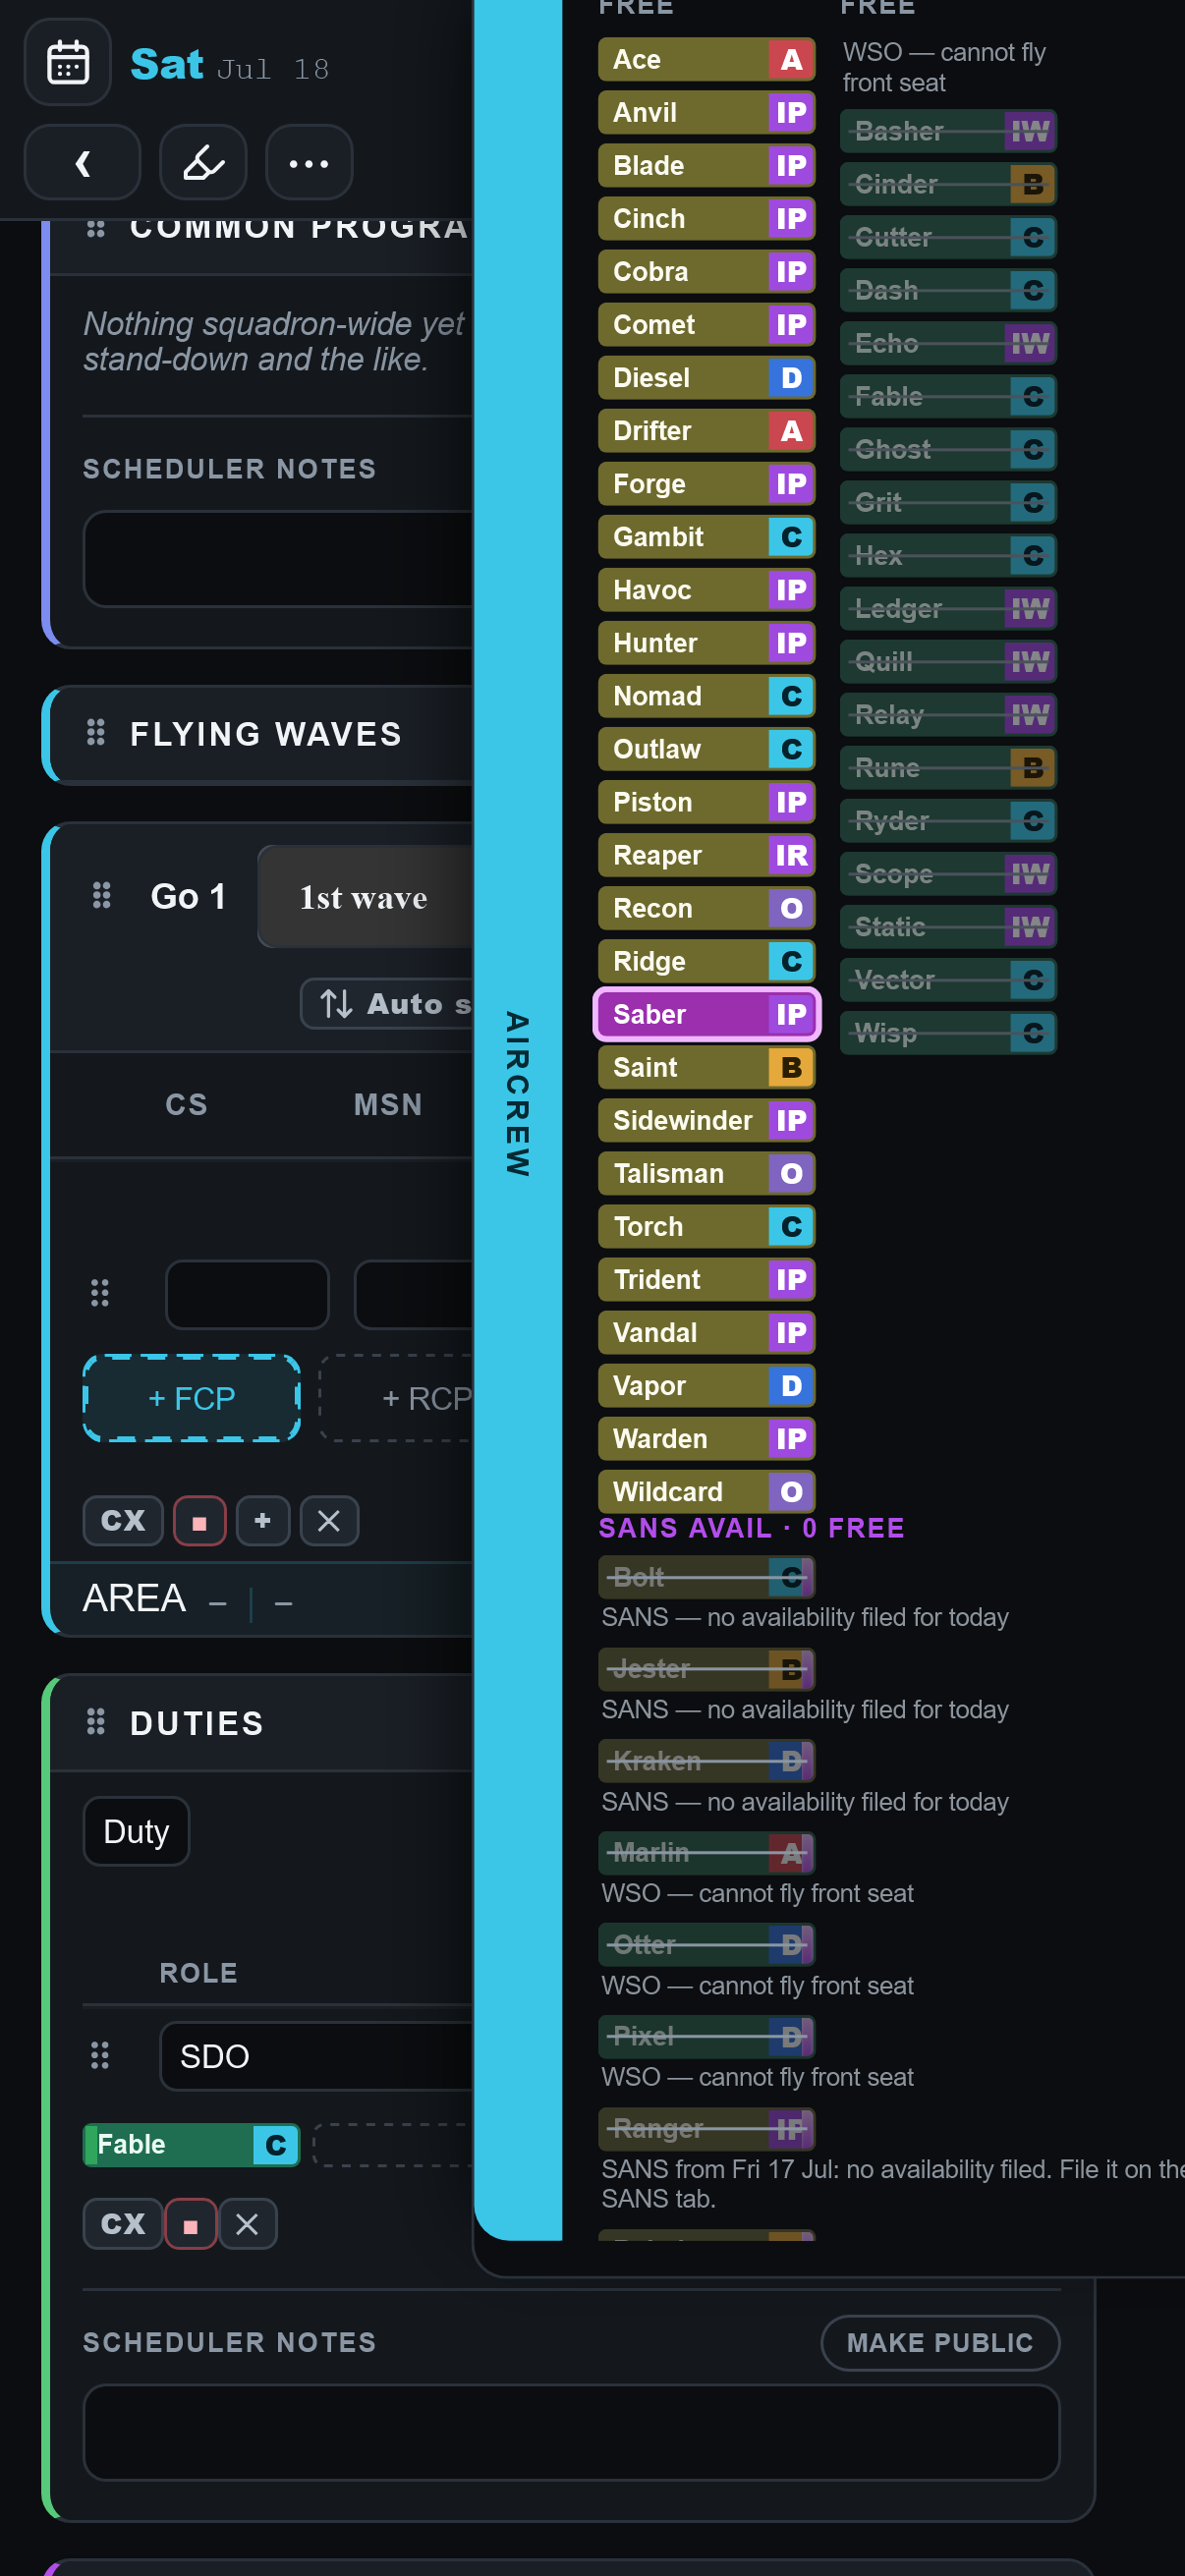 Sat Jul 18
‹
COMMON PROGRA
Nothing squadron-wide yet
stand-down and the like.
SCHEDULER NOTES
FLYING WAVES
Go 1
1st wave
Auto s
CS
MSN
+ FCP
+ RCP
CX
+
AREA – | –
DUTIES
Duty
ROLE
SDO
Fable C
CX
SCHEDULER NOTES
MAKE PUBLIC
AIRCREW
FREE
Ace A
Anvil IP
Blade IP
Cinch IP
Cobra IP
Comet IP
Diesel D
Drifter A
Forge IP
Gambit C
Havoc IP
Hunter IP
Nomad C
Outlaw C
Piston IP
Reaper IR
Recon O
Ridge C
Saber IP
Saint B
Sidewinder IP
Talisman O
Torch C
Trident IP
Vandal IP
Vapor D
Warden IP
Wildcard O
FREE
WSO — cannot fly
front seat
Basher IW
Cinder B
Cutter C
Dash C
Echo IW
Fable C
Ghost C
Grit C
Hex C
Ledger IW
Quill IW
Relay IW
Rune B
Ryder C
Scope IW
Static IW
Vector C
Wisp C
SANS AVAIL · 0 FREE
Bolt C
SANS — no availability filed for today
Jester B
SANS — no availability filed for today
Kraken D
SANS — no availability filed for today
Marlin A
WSO — cannot fly front seat
Otter D
WSO — cannot fly front seat
Pixel D
WSO — cannot fly front seat
Ranger IP
SANS from Fri 17 Jul: no availability filed. File it on the
SANS tab.